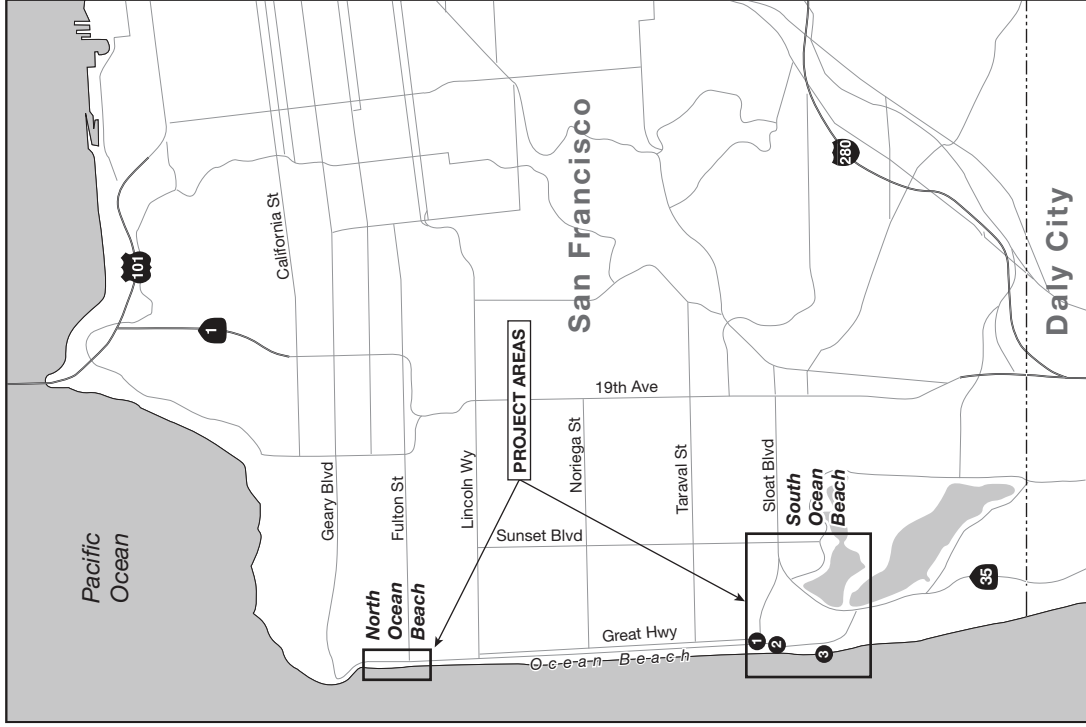 Pacific
Ocean
101
1
California St
Geary Blvd
Fulton St
North
Ocean
Beach
Lincoln Wy
PROJECT AREAS
San Francisco
19th Ave
Noriega St
Sunset Blvd
Taraval St
Great Hwy
Ocean Beach
Sloat Blvd
South
Ocean
Beach
1
2
3
280
35
Daly City